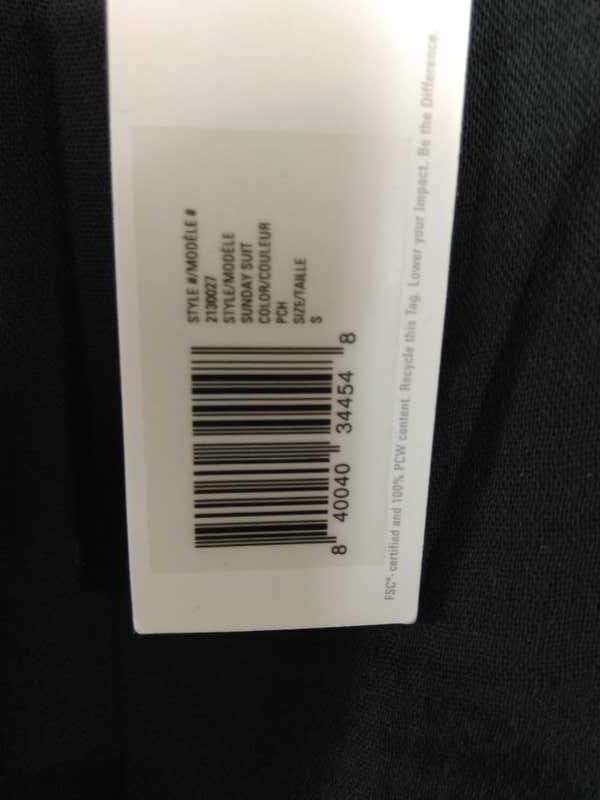 STYLE #/MODÈLE #
2130027
STYLE/MODÈLE
SUNDAY SUIT
COLOR/COULEUR
PCH
SIZE/TAILLE
S
8 40040 34454 8
FSC®-certified and 100% PCW content. Recycle this Tag. Lower your Impact. Be the Difference.